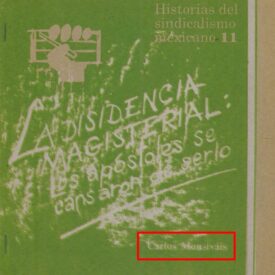 Historias del
sindicalismo
mexicano 11
LA DISIDENCIA
MAGISTERIAL:
los apóstoles se
cansaron de serlo
Carlos Monsiváis